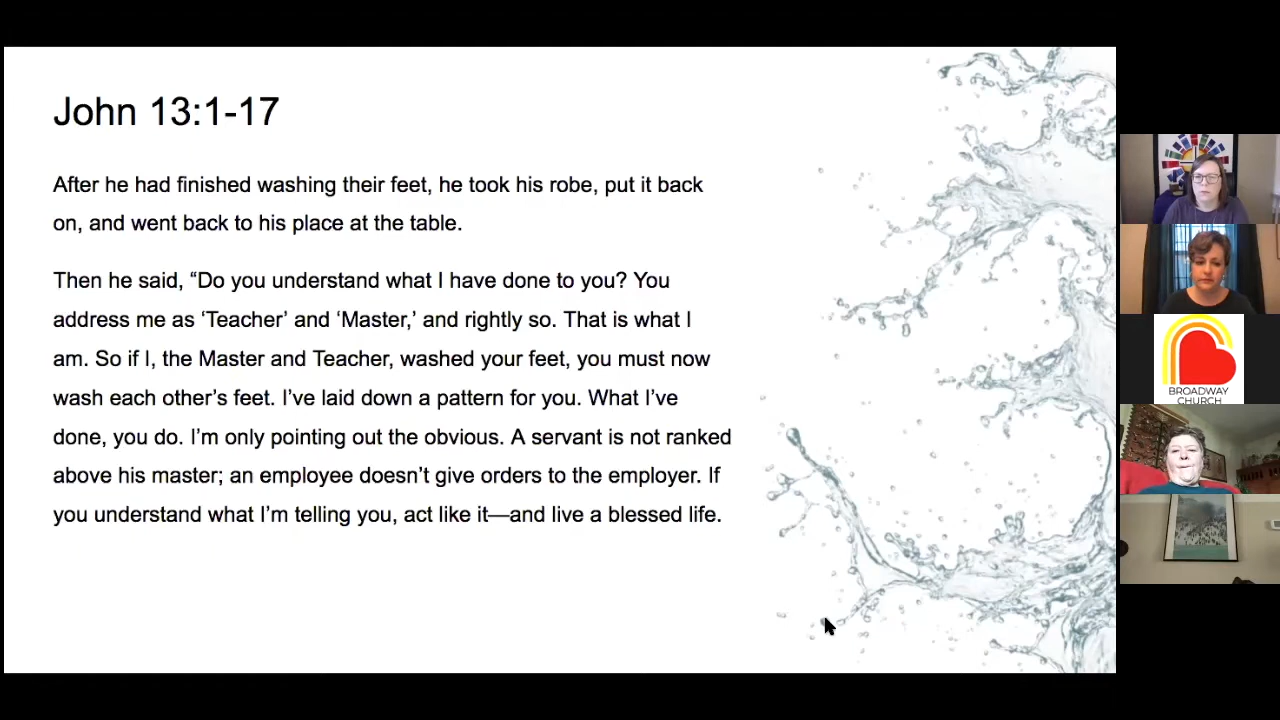 John 13:1-17
After he had finished washing their feet, he took his robe, put it back
on, and went back to his place at the table.
Then he said, “Do you understand what I have done to you? You
address me as ‘Teacher’ and ‘Master,’ and rightly so. That is what I
am. So if I, the Master and Teacher, washed your feet, you must now
wash each other’s feet. I’ve laid down a pattern for you. What I’ve
done, you do. I’m only pointing out the obvious. A servant is not ranked
above his master; an employee doesn’t give orders to the employer. If
you understand what I’m telling you, act like it—and live a blessed life.
BROADWAY
CHURCH